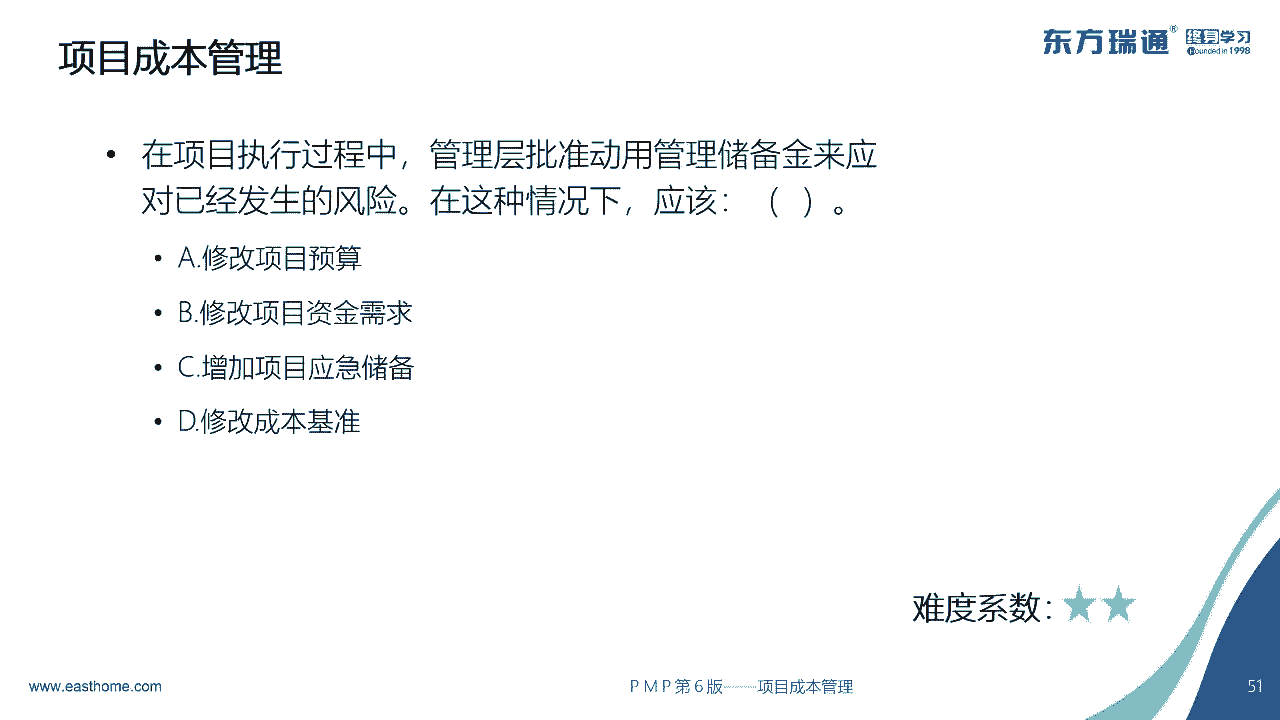 项目成本管理
东方瑞通® 终身学习
Founded in 1998
• 在项目执行过程中，管理层批准动用管理储备金来应
对已经发生的风险。在这种情况下，应该：（ ）。
• A.修改项目预算
• B.修改项目资金需求
• C.增加项目应急储备
• D.修改成本基准
难度系数：★★
www.easthome.com
PMP第6版———项目成本管理
51